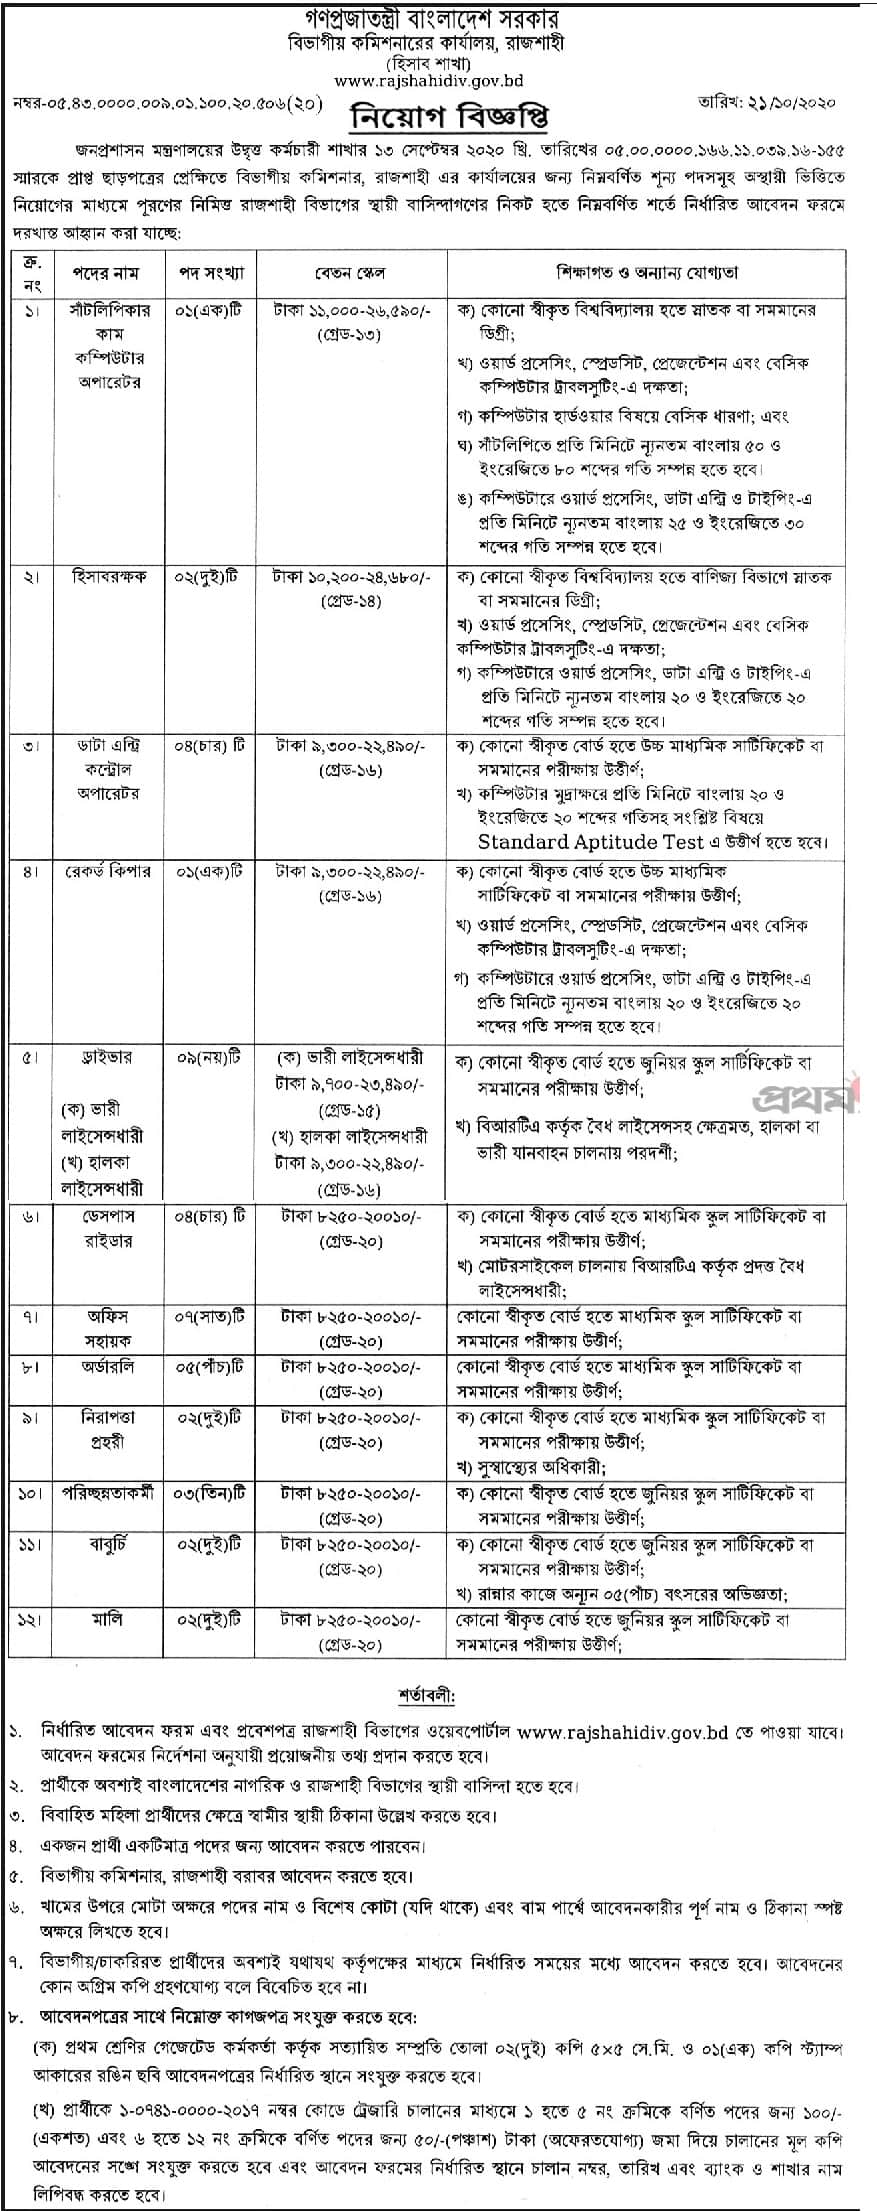 গণপ্রজাতন্ত্রী বাংলাদেশ সরকার
বিভাগীয় কমিশনারের কার্যালয়, রাজশাহী
(হিসাব শাখা)
www.rajshahidiv.gov.bd
নম্বর-০৫.৪৩.০০০০.০০৯.০১.১০০.২০.৫০৬(২০) তারিখ: ২১/১০/২০২০
নিয়োগ বিজ্ঞপ্তি
জনপ্রশাসন মন্ত্রণালয়ের উদ্বৃত্ত কর্মচারী শাখার ১৩ সেপ্টেম্বর ২০২০ খ্রি. তারিখের ০৫.০০.০০০০.১৬৬.১১.০৩৯.১৬-১৫৫
স্মারকে প্রাপ্ত ছাড়পত্রের প্রেক্ষিতে বিভাগীয় কমিশনার, রাজশাহী এর কার্যালয়ের জন্য নিম্নবর্ণিত শূন্য পদসমূহ অস্থায়ী ভিত্তিতে
নিয়োগের মাধ্যমে পূরণের নিমিত্ত রাজশাহী বিভাগের স্থায়ী বাসিন্দাগণের নিকট হতে নিম্নবর্ণিত শর্তে নির্ধারিত আবেদন ফরমে
দরখাস্ত আহ্বান করা যাচ্ছে:
ক্র. নং
পদের নাম
পদ সংখ্যা
বেতন স্কেল
শিক্ষাগত ও অন্যান্য যোগ্যতা
১।
সাঁটলিপিকার
কাম
কম্পিউটার
অপারেটর
০১(এক)টি
টাকা ১১,০০০-২৬,৫৯০/-
(গ্রেড-১৩)
ক) কোনো স্বীকৃত বিশ্ববিদ্যালয় হতে স্নাতক বা সমমানের
ডিগ্রী;
খ) ওয়ার্ড প্রসেসিং, স্প্রেডসিট, প্রেজেন্টেশন এবং বেসিক
কম্পিউটার ট্রাবলসুটিং-এ দক্ষতা;
গ) কম্পিউটার হার্ডওয়ার বিষয়ে বেসিক ধারণা; এবং
ঘ) সাঁটলিপিতে প্রতি মিনিটে ন্যূনতম বাংলায় ৫০ ও
ইংরেজিতে ৮০ শব্দের গতি সম্পন্ন হতে হবে।
ঙ) কম্পিউটারে ওয়ার্ড প্রসেসিং, ডাটা এন্ট্রি ও টাইপিং-এ
প্রতি মিনিটে ন্যূনতম বাংলায় ২৫ ও ইংরেজিতে ৩০
শব্দের গতি সম্পন্ন হতে হবে।
২।
হিসাবরক্ষক
০২(দুই)টি
টাকা ১০,২০০-২৪,৬৮০/-
(গ্রেড-১৪)
ক) কোনো স্বীকৃত বিশ্ববিদ্যালয় হতে বাণিজ্য বিভাগে স্নাতক
বা সমমানের ডিগ্রী;
খ) ওয়ার্ড প্রসেসিং, স্প্রেডসিট, প্রেজেন্টেশন এবং বেসিক
কম্পিউটার ট্রাবলসুটিং-এ দক্ষতা;
গ) কম্পিউটারে ওয়ার্ড প্রসেসিং, ডাটা এন্ট্রি ও টাইপিং-এ
প্রতি মিনিটে ন্যূনতম বাংলায় ২০ ও ইংরেজিতে ২০
শব্দের গতি সম্পন্ন হতে হবে।
৩।
ডাটা এন্ট্রি
কন্ট্রোল
অপারেটর
০৪(চার) টি
টাকা ৯,৩০০-২২,৪৯০/-
(গ্রেড-১৬)
ক) কোনো স্বীকৃত বোর্ড হতে উচ্চ মাধ্যমিক সার্টিফিকেট বা
সমমানের পরীক্ষায় উত্তীর্ণ;
খ) কম্পিউটার মুদ্রাক্ষরে প্রতি মিনিটে বাংলায় ২০ ও
ইংরেজিতে ২০ শব্দের গতিসহ সংশ্লিষ্ট বিষয়ে
Standard Aptitude Test এ উত্তীর্ণ হতে হবে।
৪।
রেকর্ড কিপার
০১(এক)টি
টাকা ৯,৩০০-২২,৪৯০/-
(গ্রেড-১৬)
ক) কোনো স্বীকৃত বোর্ড হতে উচ্চ মাধ্যমিক
সার্টিফিকেট বা সমমানের পরীক্ষায় উত্তীর্ণ;
খ) ওয়ার্ড প্রসেসিং, স্প্রেডসিট, প্রেজেন্টেশন এবং বেসিক
কম্পিউটার ট্রাবলসুটিং-এ দক্ষতা;
গ) কম্পিউটারে ওয়ার্ড প্রসেসিং, ডাটা এন্ট্রি ও টাইপিং-এ
প্রতি মিনিটে ন্যূনতম বাংলায় ২০ ও ইংরেজিতে ২০
শব্দের গতি সম্পন্ন হতে হবে।
৫।
ড্রাইভার
(ক) ভারী
লাইসেন্সধারী
(খ) হালকা
লাইসেন্সধারী
০৯(নয়)টি
(ক) ভারী লাইসেন্সধারী
টাকা ৯,৭০০-২৩,৪৯০/-
(গ্রেড-১৫)
(খ) হালকা লাইসেন্সধারী
টাকা ৯,৩০০-২২,৪৯০/-
(গ্রেড-১৬)
ক) কোনো স্বীকৃত বোর্ড হতে জুনিয়র স্কুল সার্টিফিকেট বা
সমমানের পরীক্ষায় উত্তীর্ণ;
প্রথম
খ) বিআরটিএ কর্তৃক বৈধ লাইসেন্সসহ ক্ষেত্রমত, হালকা বা
ভারী যানবাহন চালনায় পরদর্শী;
৬।
ডেসপাস
রাইডার
০৪(চার) টি
টাকা ৮২৫০-২০০১০/-
(গ্রেড-২০)
ক) কোনো স্বীকৃত বোর্ড হতে মাধ্যমিক স্কুল সার্টিফিকেট বা
সমমানের পরীক্ষায় উত্তীর্ণ;
খ) মোটরসাইকেল চালনায় বিআরটিএ কর্তৃক প্রদত্ত বৈধ
লাইসেন্সধারী;
৭।
অফিস
সহায়ক
০৭(সাত)টি
টাকা ৮২৫০-২০০১০/-
(গ্রেড-২০)
কোনো স্বীকৃত বোর্ড হতে মাধ্যমিক স্কুল সার্টিফিকেট বা
সমমানের পরীক্ষায় উত্তীর্ণ;
৮।
অর্ডারলি
০৫(পাঁচ)টি
টাকা ৮২৫০-২০০১০/-
(গ্রেড-২০)
কোনো স্বীকৃত বোর্ড হতে মাধ্যমিক স্কুল সার্টিফিকেট বা
সমমানের পরীক্ষায় উত্তীর্ণ;
৯।
নিরাপত্তা
প্রহরী
০২(দুই)টি
টাকা ৮২৫০-২০০১০/-
(গ্রেড-২০)
ক) কোনো স্বীকৃত বোর্ড হতে মাধ্যমিক স্কুল সার্টিফিকেট বা
সমমানের পরীক্ষায় উত্তীর্ণ;
খ) সুস্বাস্থ্যের অধিকারী;
১০।
পরিচ্ছন্নতাকর্মী
০৩(তিন)টি
টাকা ৮২৫০-২০০১০/-
(গ্রেড-২০)
ক) কোনো স্বীকৃত বোর্ড হতে জুনিয়র স্কুল সার্টিফিকেট বা
সমমানের পরীক্ষায় উত্তীর্ণ;
১১।
বাবুর্চি
০২(দুই)টি
টাকা ৮২৫০-২০০১০/-
(গ্রেড-২০)
ক) কোনো স্বীকৃত বোর্ড হতে জুনিয়র স্কুল সার্টিফিকেট বা
সমমানের পরীক্ষায় উত্তীর্ণ;
খ) রান্নার কাজে অন্যূন ০৫(পাঁচ) বৎসরের অভিজ্ঞতা;
১২।
মালি
০২(দুই)টি
টাকা ৮২৫০-২০০১০/-
(গ্রেড-২০)
কোনো স্বীকৃত বোর্ড হতে জুনিয়র স্কুল সার্টিফিকেট বা
সমমানের পরীক্ষায় উত্তীর্ণ;
শর্তাবলী:
১. নির্ধারিত আবেদন ফরম এবং প্রবেশপত্র রাজশাহী বিভাগের ওয়েবপোর্টাল www.rajshahidiv.gov.bd তে পাওয়া যাবে।
আবেদন ফরমের নির্দেশনা অনুযায়ী প্রয়োজনীয় তথ্য প্রদান করতে হবে।
২. প্রার্থীকে অবশ্যই বাংলাদেশের নাগরিক ও রাজশাহী বিভাগের স্থায়ী বাসিন্দা হতে হবে।
৩. বিবাহিত মহিলা প্রার্থীদের ক্ষেত্রে স্বামীর স্থায়ী ঠিকানা উল্লেখ করতে হবে।
৪. একজন প্রার্থী একটিমাত্র পদের জন্য আবেদন করতে পারবেন।
৫. বিভাগীয় কমিশনার, রাজশাহী বরাবর আবেদন করতে হবে।
৬. খামের উপরে মোটা অক্ষরে পদের নাম ও বিশেষ কোটা (যদি থাকে) এবং বাম পার্শ্বে আবেদনকারীর পূর্ণ নাম ও ঠিকানা স্পষ্ট
অক্ষরে লিখতে হবে।
৭. বিভাগীয়/চাকরিরত প্রার্থীদের অবশ্যই যথাযথ কর্তৃপক্ষের মাধ্যমে নির্ধারিত সময়ের মধ্যে আবেদন করতে হবে। আবেদনের
কোন অগ্রিম কপি গ্রহণযোগ্য বলে বিবেচিত হবে না।
৮. আবেদনপত্রের সাথে নিম্নোক্ত কাগজপত্র সংযুক্ত করতে হবে:
(ক) প্রথম শ্রেণির গেজেটেড কর্মকর্তা কর্তৃক সত্যায়িত সম্প্রতি তোলা ০২(দুই) কপি ৫×৫ সে.মি. ও ০১(এক) কপি স্ট্যাম্প
আকারের রঙিন ছবি আবেদনপত্রের নির্ধারিত স্থানে সংযুক্ত করতে হবে।
(খ) প্রার্থীকে ১-০৭৪১-০০০০-২০১৭ নম্বর কোডে ট্রেজারি চালানের মাধ্যমে ১ হতে ৫ নং ক্রমিকে বর্ণিত পদের জন্য ১০০/-
(একশত) এবং ৬ হতে ১২ নং ক্রমিকে বর্ণিত পদের জন্য ৫০/-(পঞ্চাশ) টাকা (অফেরতযোগ্য) জমা দিয়ে চালানের মূল কপি
আবেদনের সঙ্গে সংযুক্ত করতে হবে এবং আবেদন ফরমের নির্ধারিত স্থানে চালান নম্বর, তারিখ এবং ব্যাংক ও শাখার নাম
লিপিবদ্ধ করতে হবে।